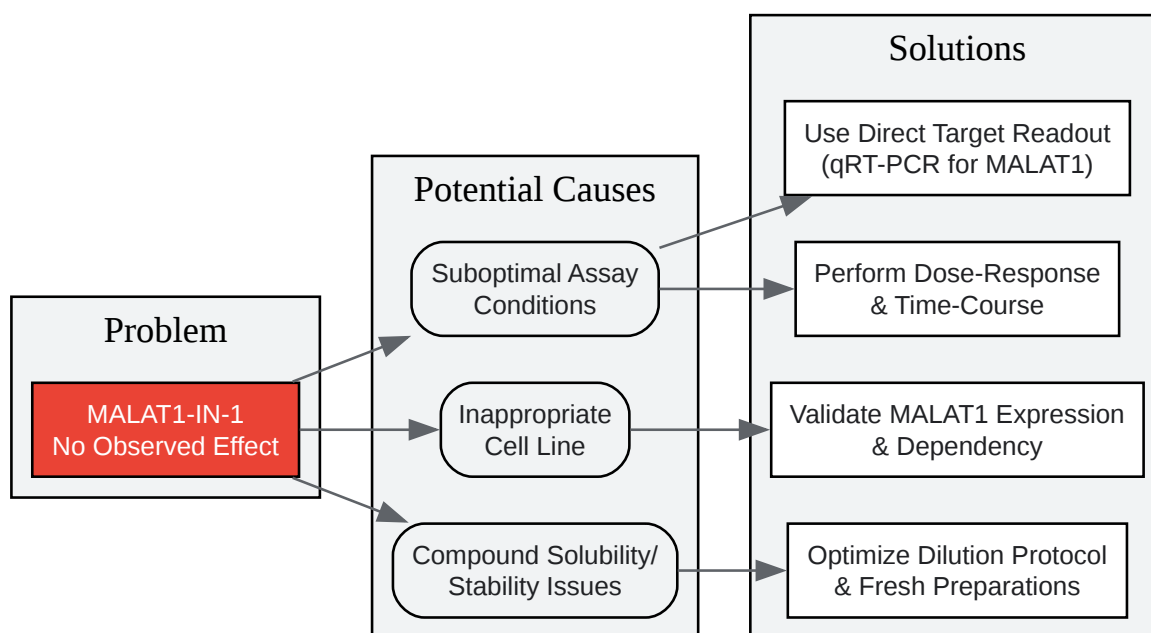 Problem
MALAT1-IN-1
No Observed Effect
Potential Causes
Suboptimal Assay
Conditions
Inappropriate
Cell Line
Compound Solubility/
Stability Issues
Solutions
Use Direct Target Readout
(qRT-PCR for MALAT1)
Perform Dose-Response
& Time-Course
Validate MALAT1 Expression
& Dependency
Optimize Dilution Protocol
& Fresh Preparations